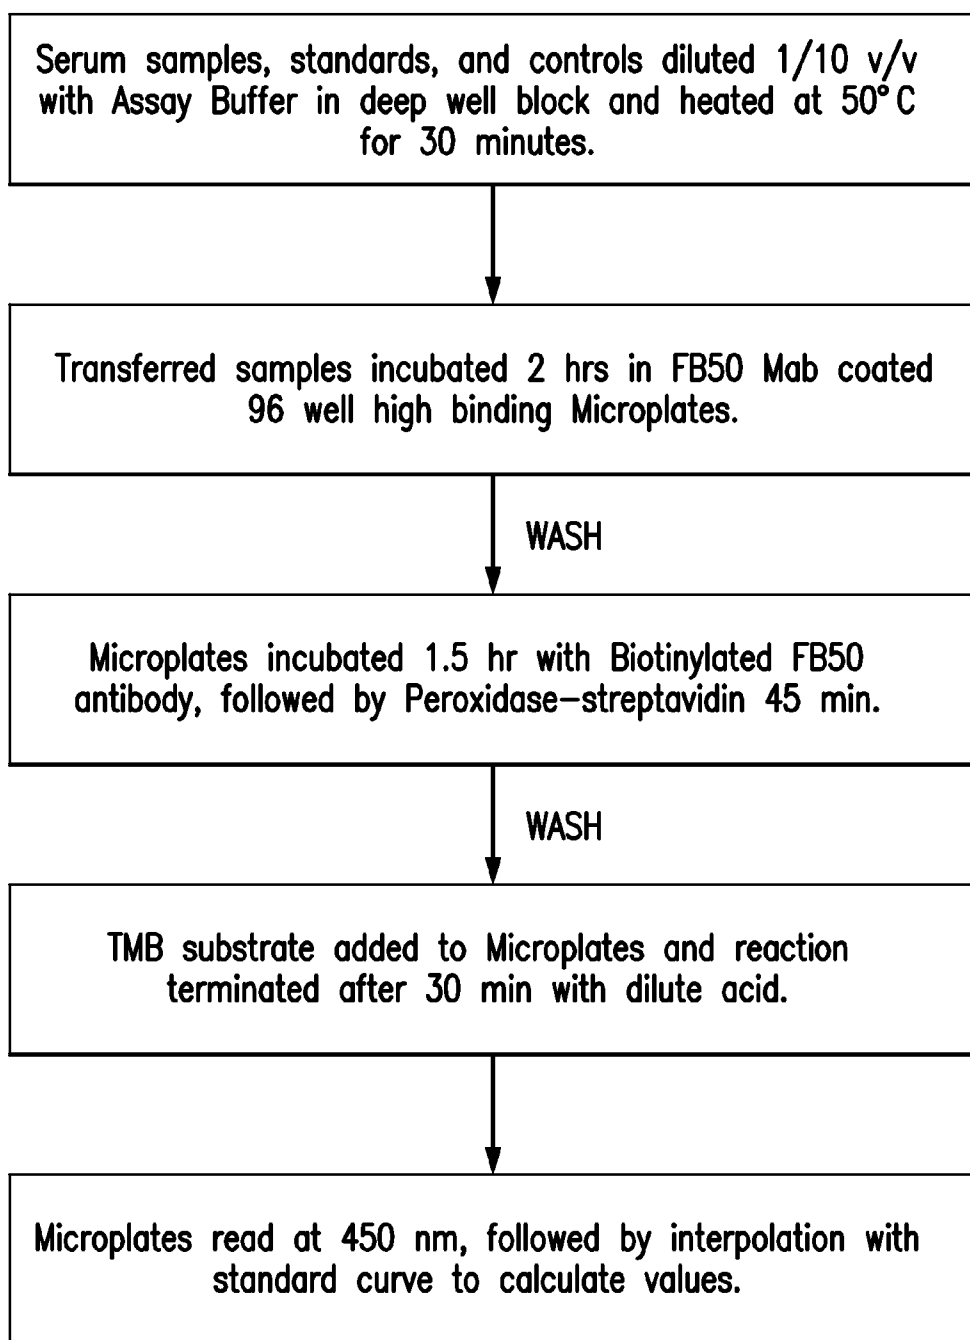 Serum samples, standards, and controls diluted 1/10 v/v
with Assay Buffer in deep well block and heated at 50°C
for 30 minutes.
Transferred samples incubated 2 hrs in FB50 Mab coated
96 well high binding Microplates.
WASH
Microplates incubated 1.5 hr with Biotinylated FB50
antibody, followed by Peroxidase-streptavidin 45 min.
WASH
TMB substrate added to Microplates and reaction
terminated after 30 min with dilute acid.
Microplates read at 450 nm, followed by interpolation with
standard curve to calculate values.